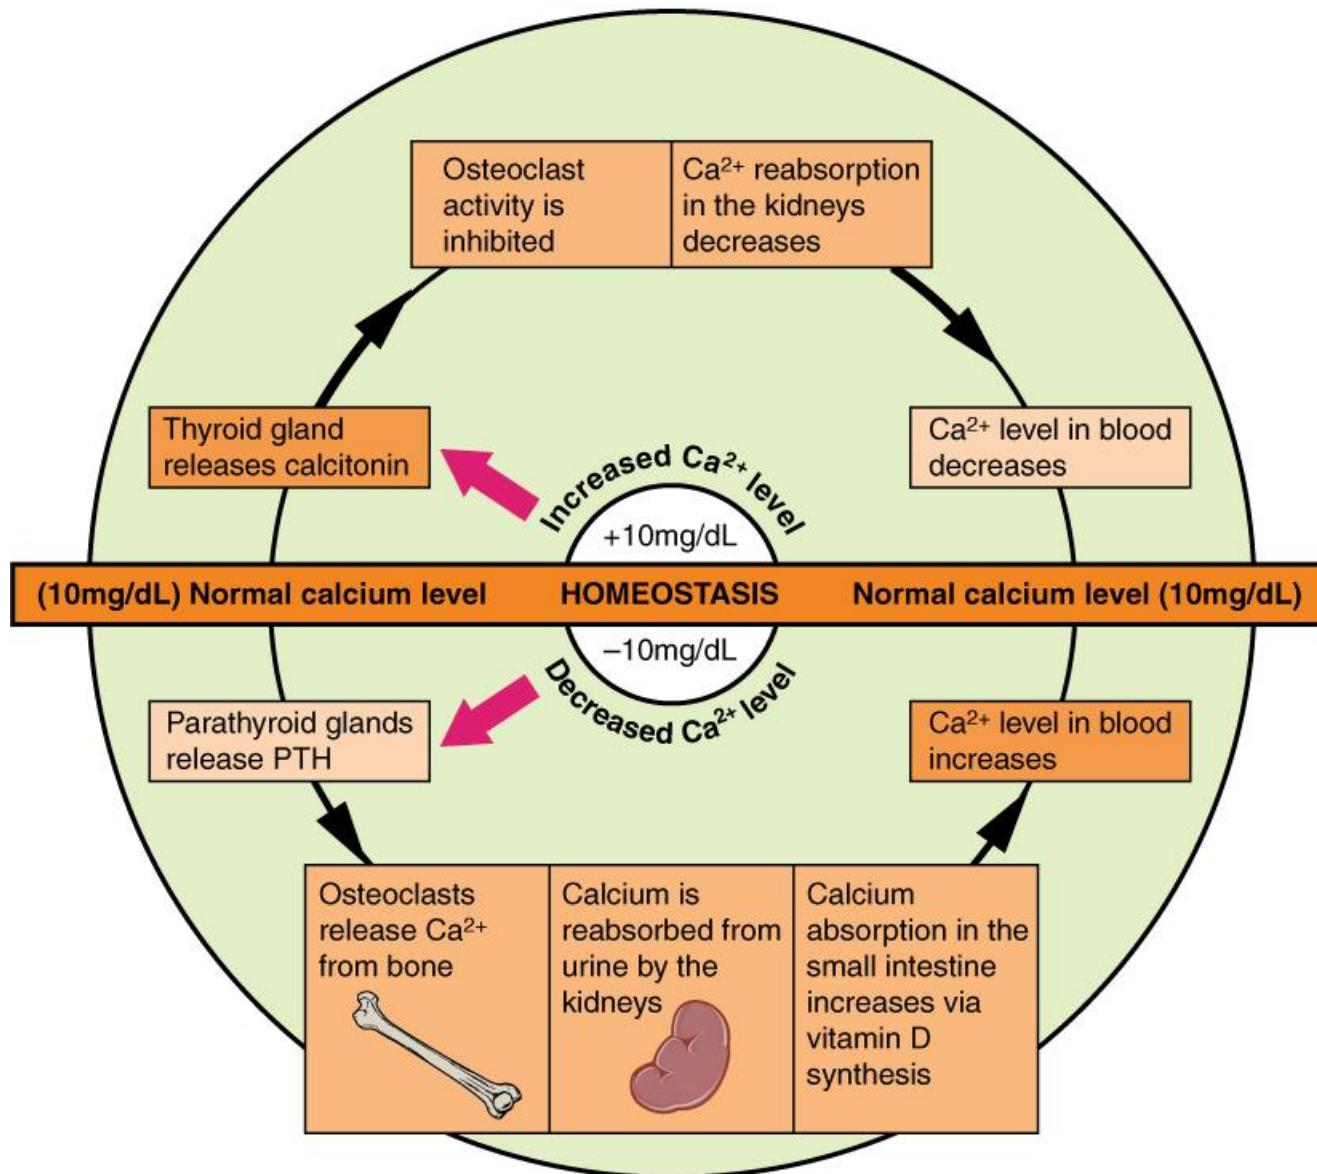 Osteoclast
activity is
inhibited
Ca²⁺ reabsorption
in the kidneys
decreases
Thyroid gland
releases calcitonin
Increased Ca²⁺ level
+10mg/dL
Ca²⁺ level in blood
decreases
(10mg/dL) Normal calcium level
HOMEOSTASIS
Normal calcium level (10mg/dL)
–10mg/dL
Decreased Ca²⁺ level
Parathyroid glands
release PTH
Ca²⁺ level in blood
increases
Osteoclasts
release Ca²⁺
from bone
Calcium is
reabsorbed from
urine by the
kidneys
Calcium
absorption in the
small intestine
increases via
vitamin D
synthesis